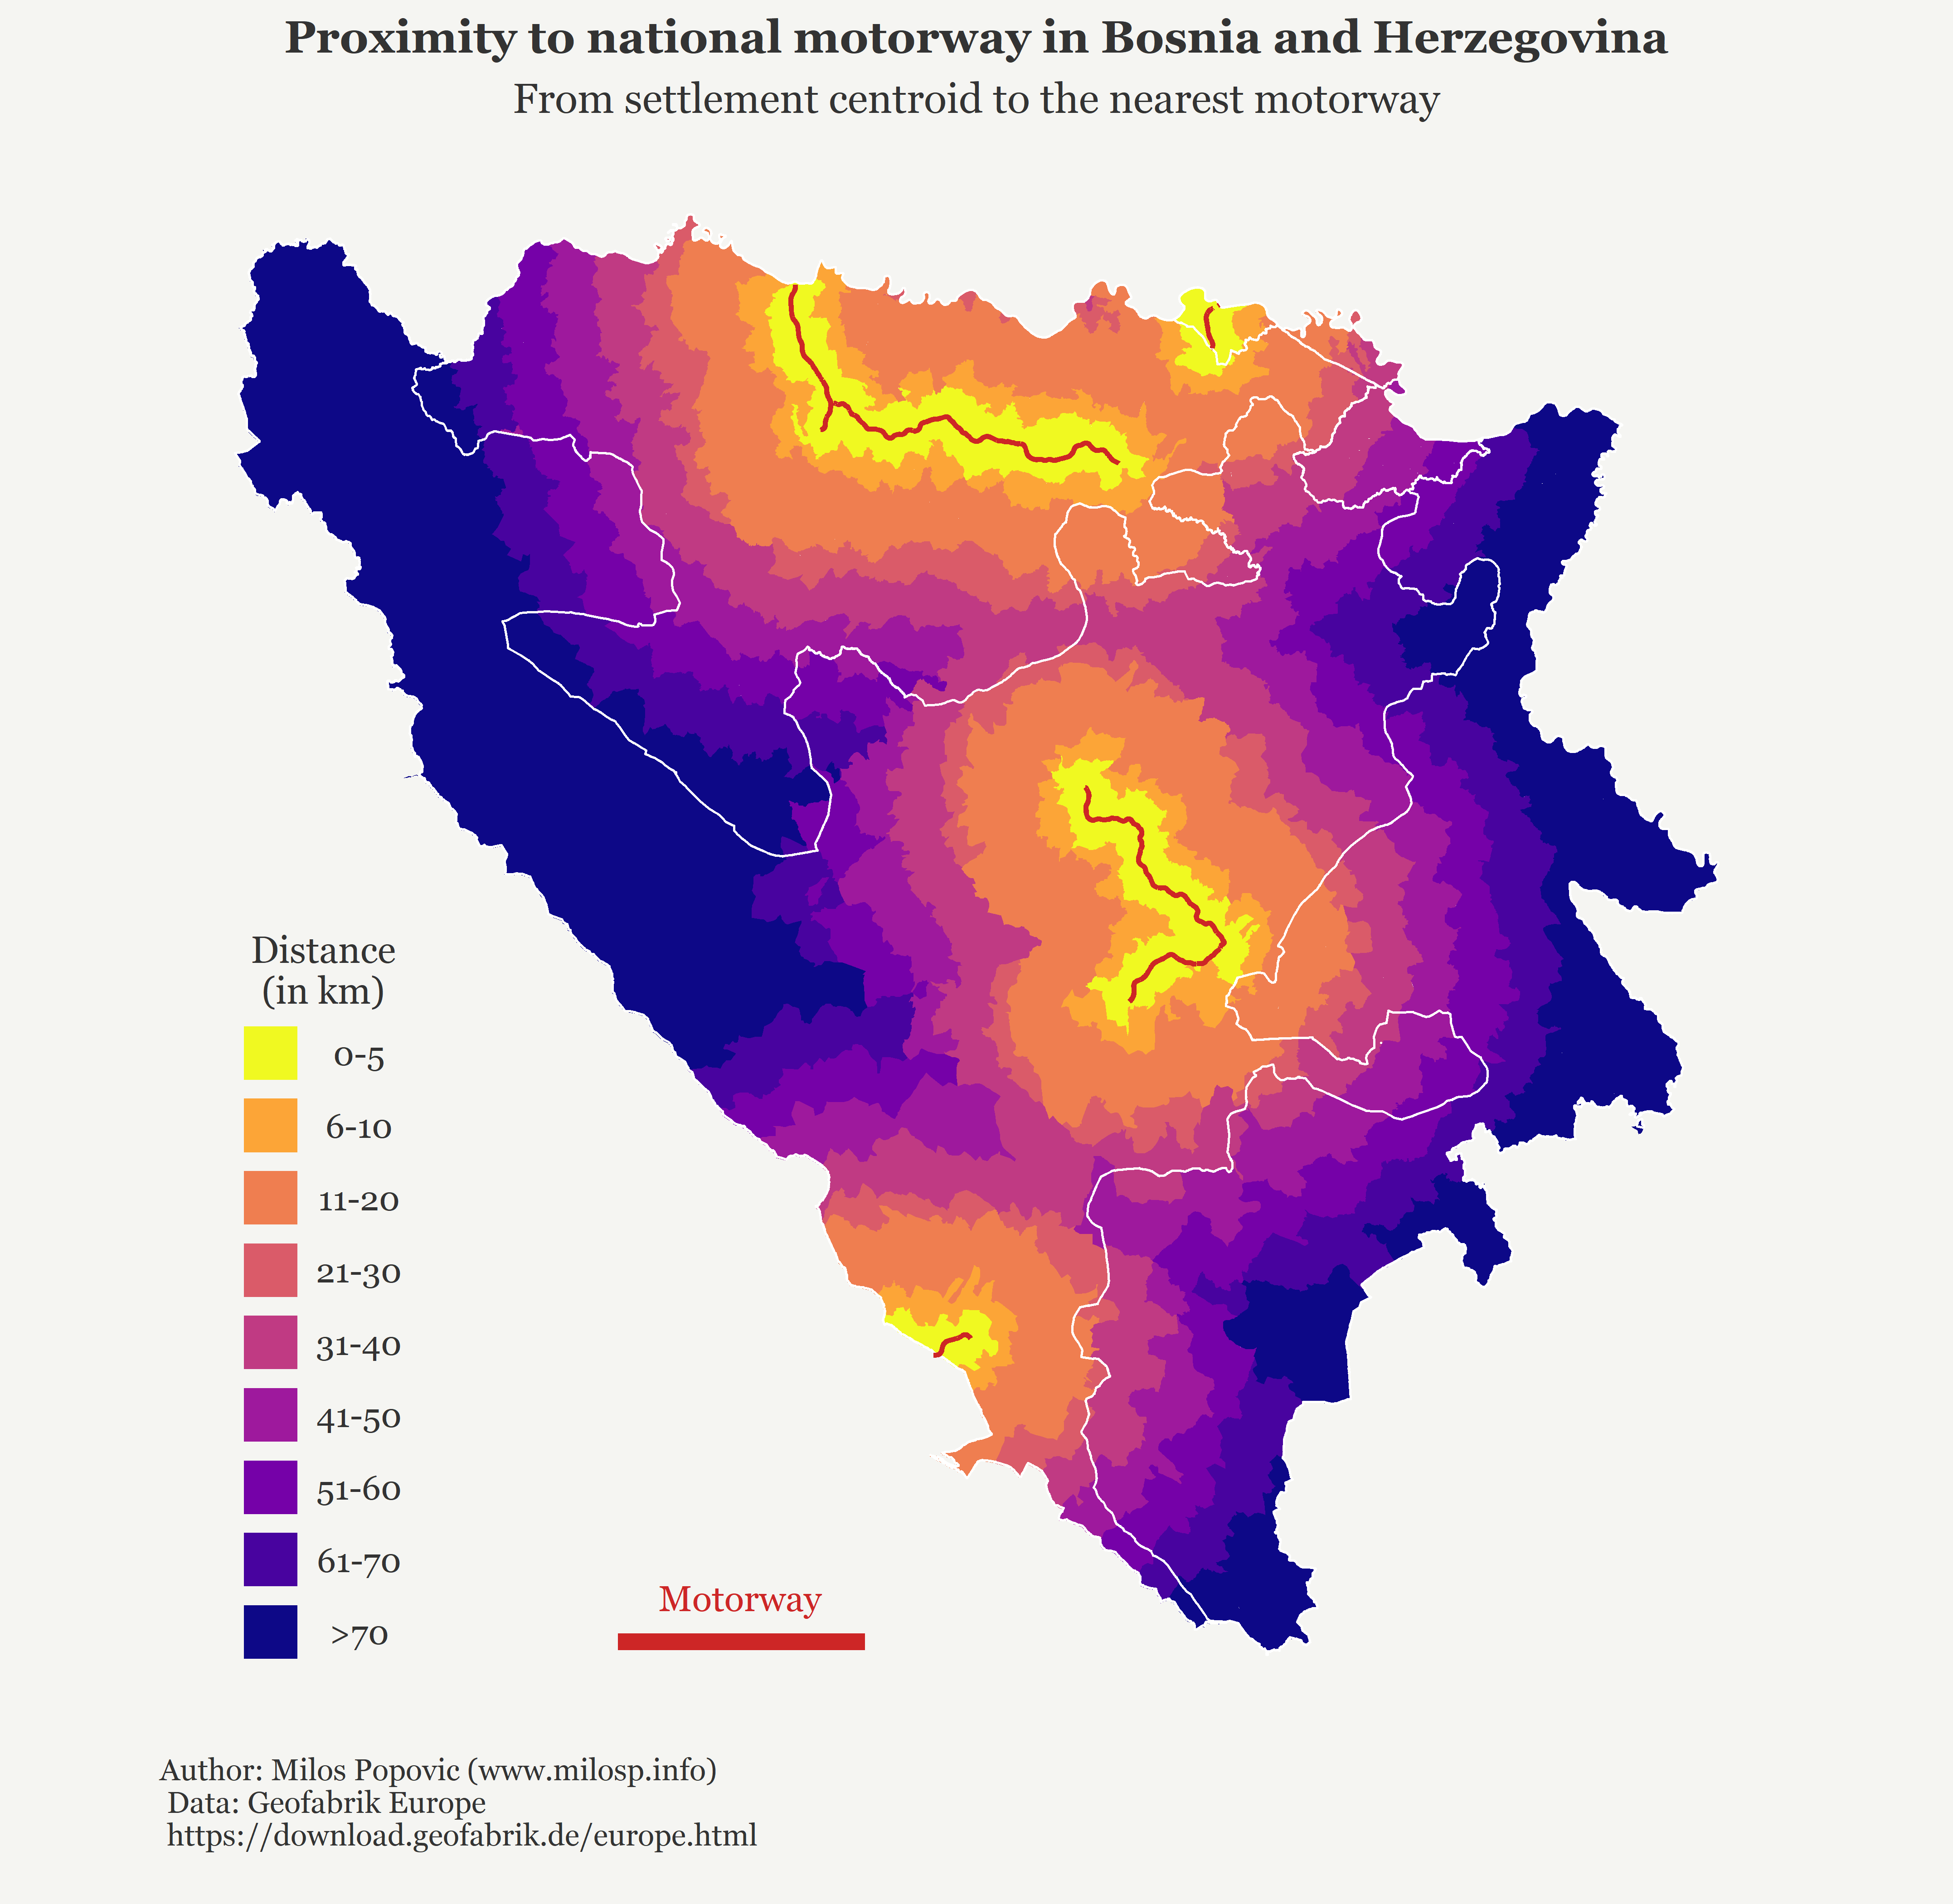 Proximity to national motorway in Bosnia and Herzegovina
From settlement centroid to the nearest motorway
Distance
(in km)
0-5
6-10
11-20
21-30
31-40
41-50
51-60
61-70
>70
Motorway
Author: Milos Popovic (www.milosp.info)
Data: Geofabrik Europe
https://download.geofabrik.de/europe.html